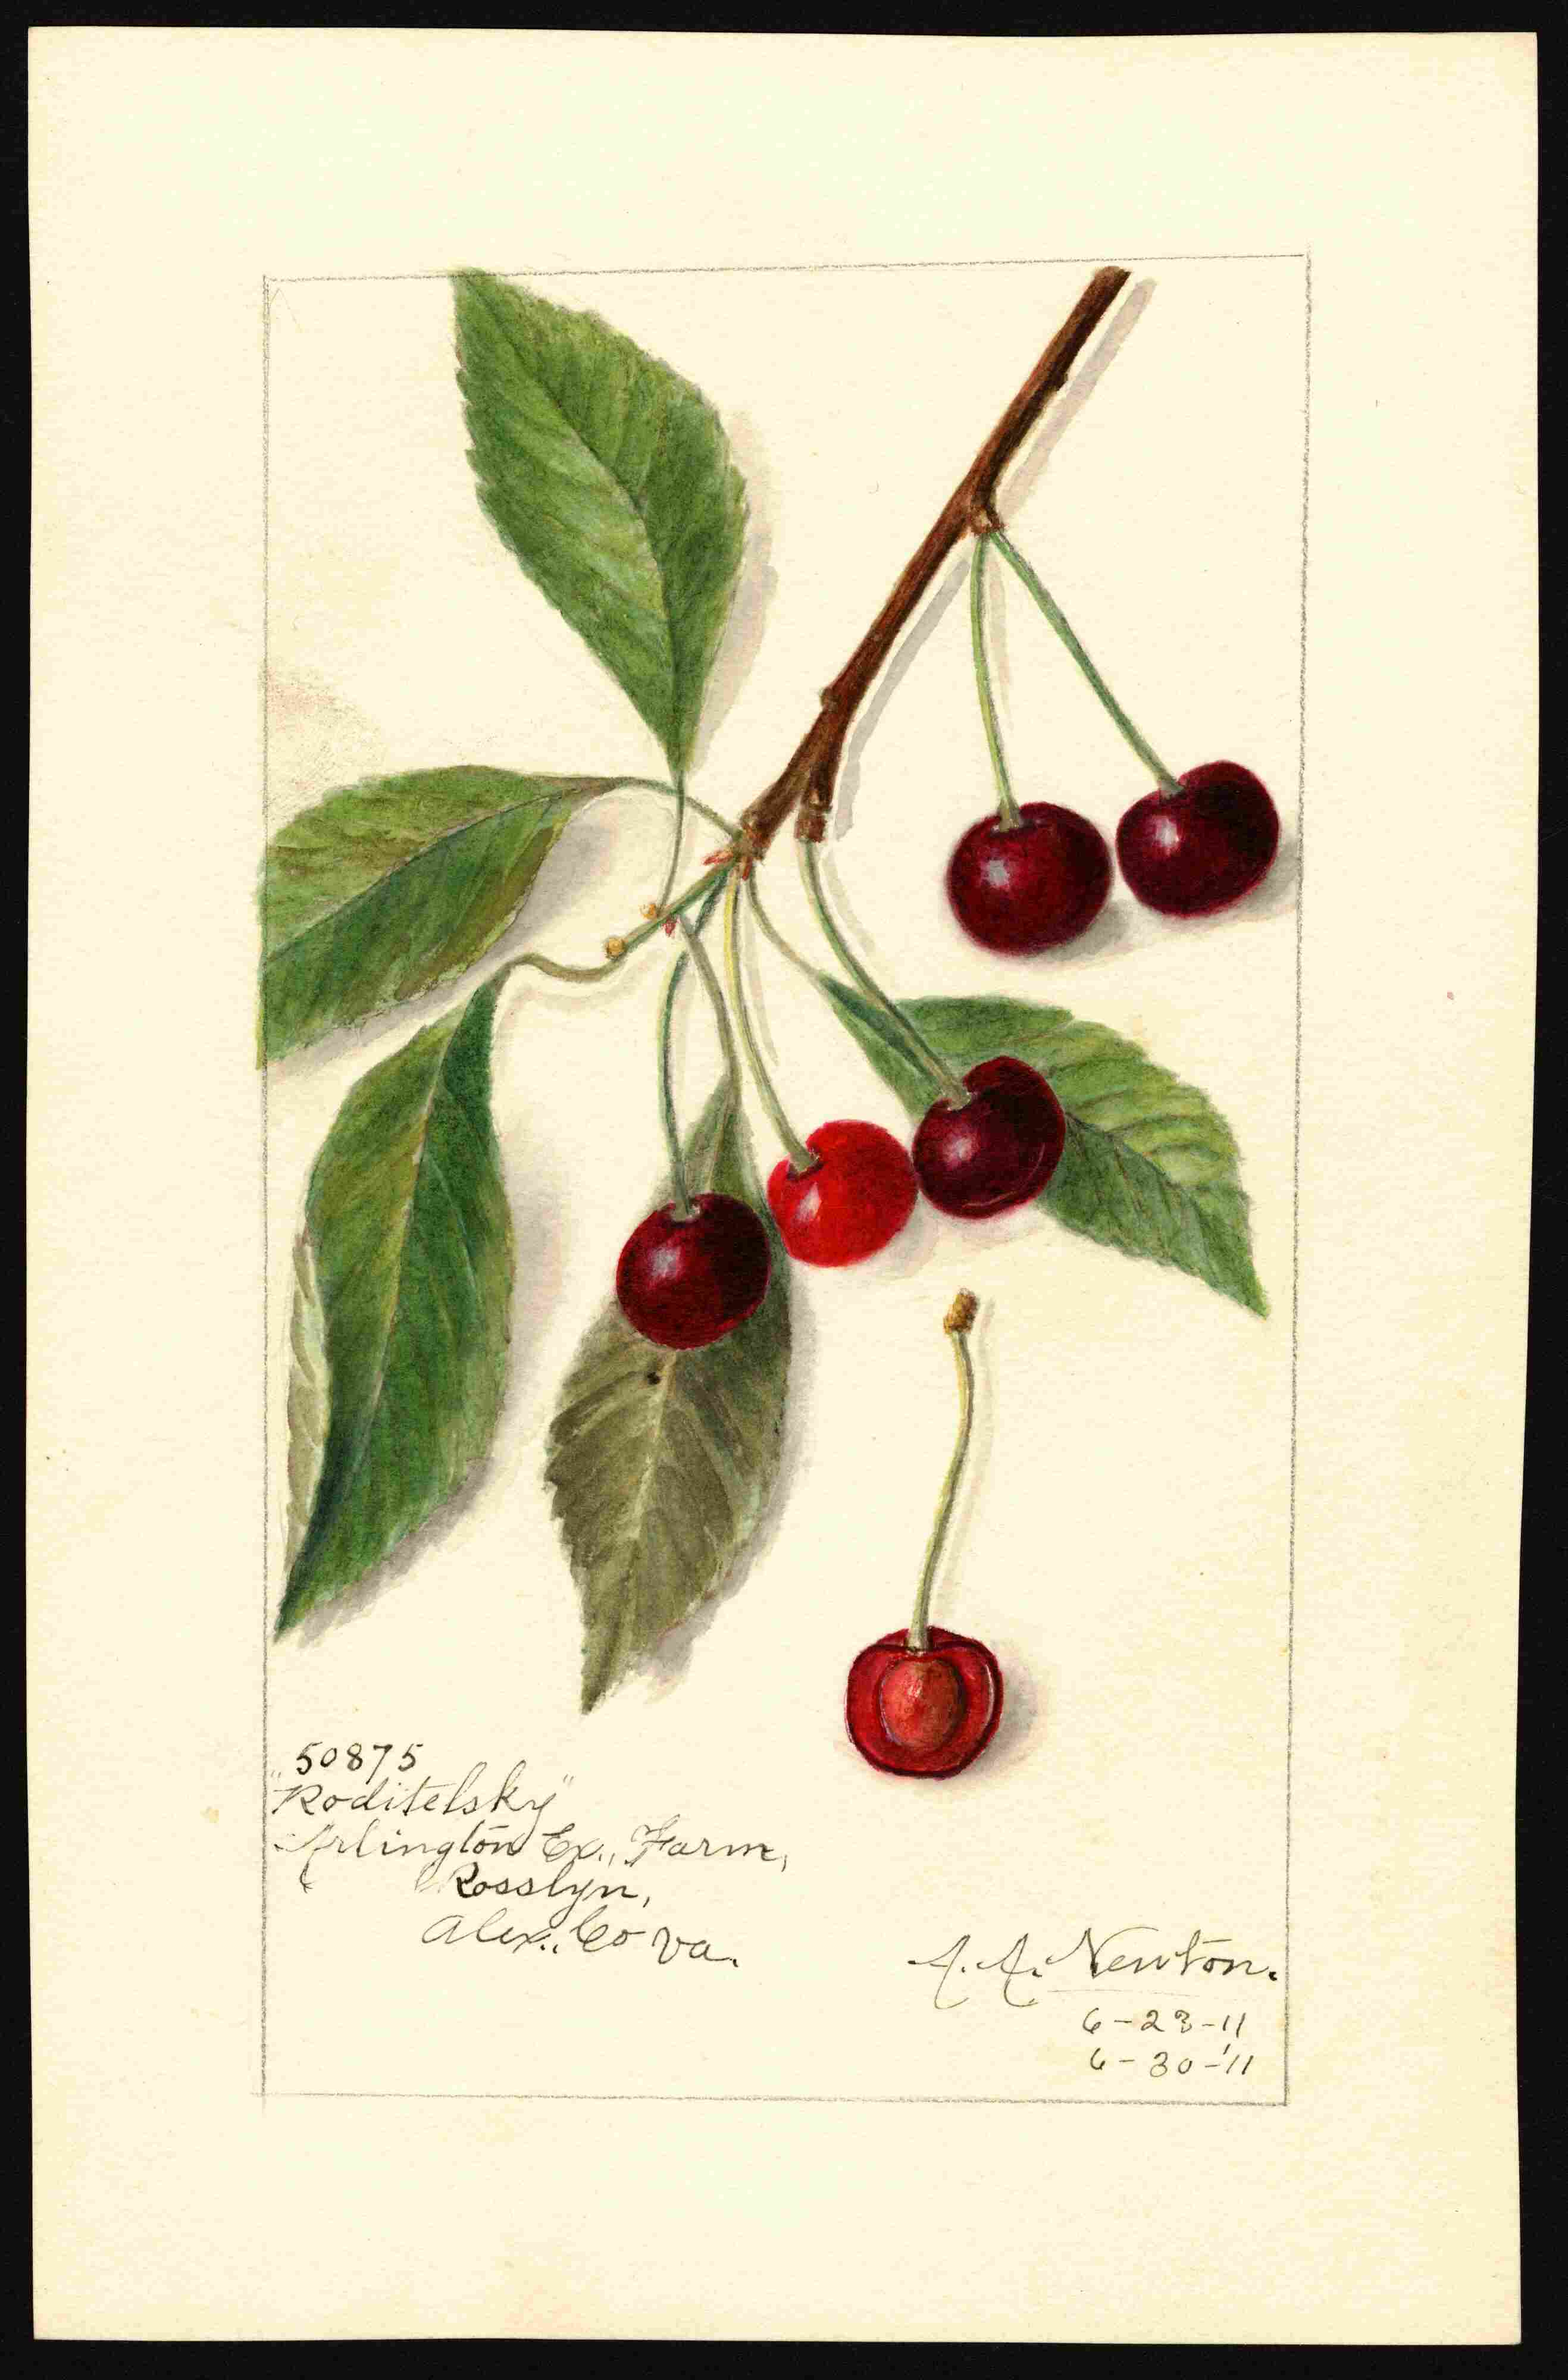 50875
"Roditelsky"
Arlington Ex., Farm,
Rosslyn,
Alex., Co Va.
A. A. Newton.
6-23-11
6-30-'11